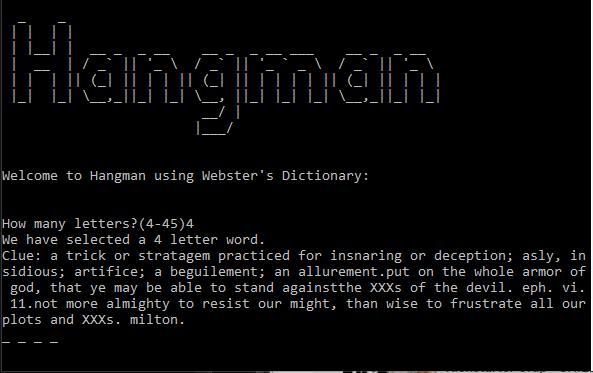 Hangman
Welcome to Hangman using Webster's Dictionary:
How many letters?(4-45)4
We have selected a 4 letter word.
Clue: a trick or stratagem practiced for insnaring or deception; asly, in
sidious; artifice; a beguilement; an allurement.put on the whole armor of
god, that ye may be able to stand againstthe XXXs of the devil. eph. vi.
11.not more almighty to resist our might, than wise to frustrate all our
plots and XXXs. milton.
_ _ _ _